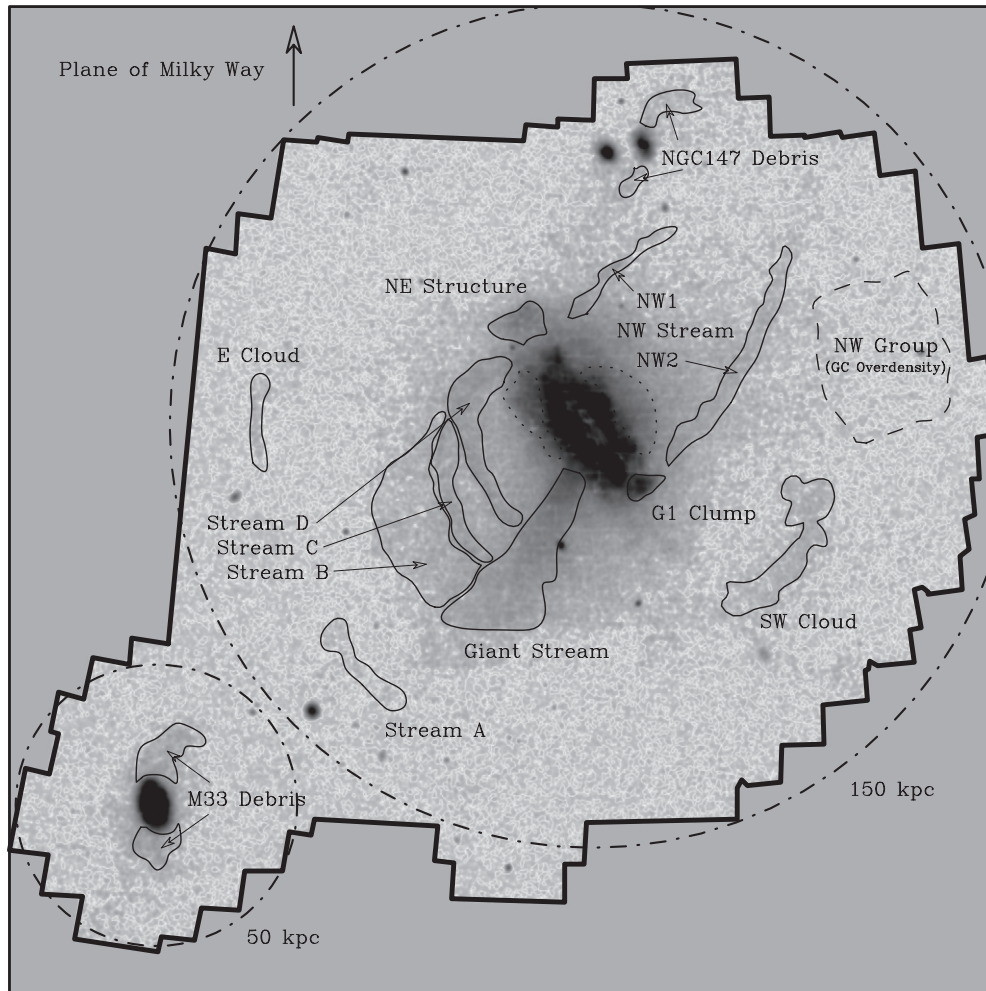 Plane of Milky Way
NGC147 Debris
NE Structure
NW1
NW Stream
NW2
E Cloud
NW Group
(GC Overdensity)
Stream D
Stream C
Stream B
G1 Clump
SW Cloud
Giant Stream
Stream A
M33 Debris
150 kpc
50 kpc